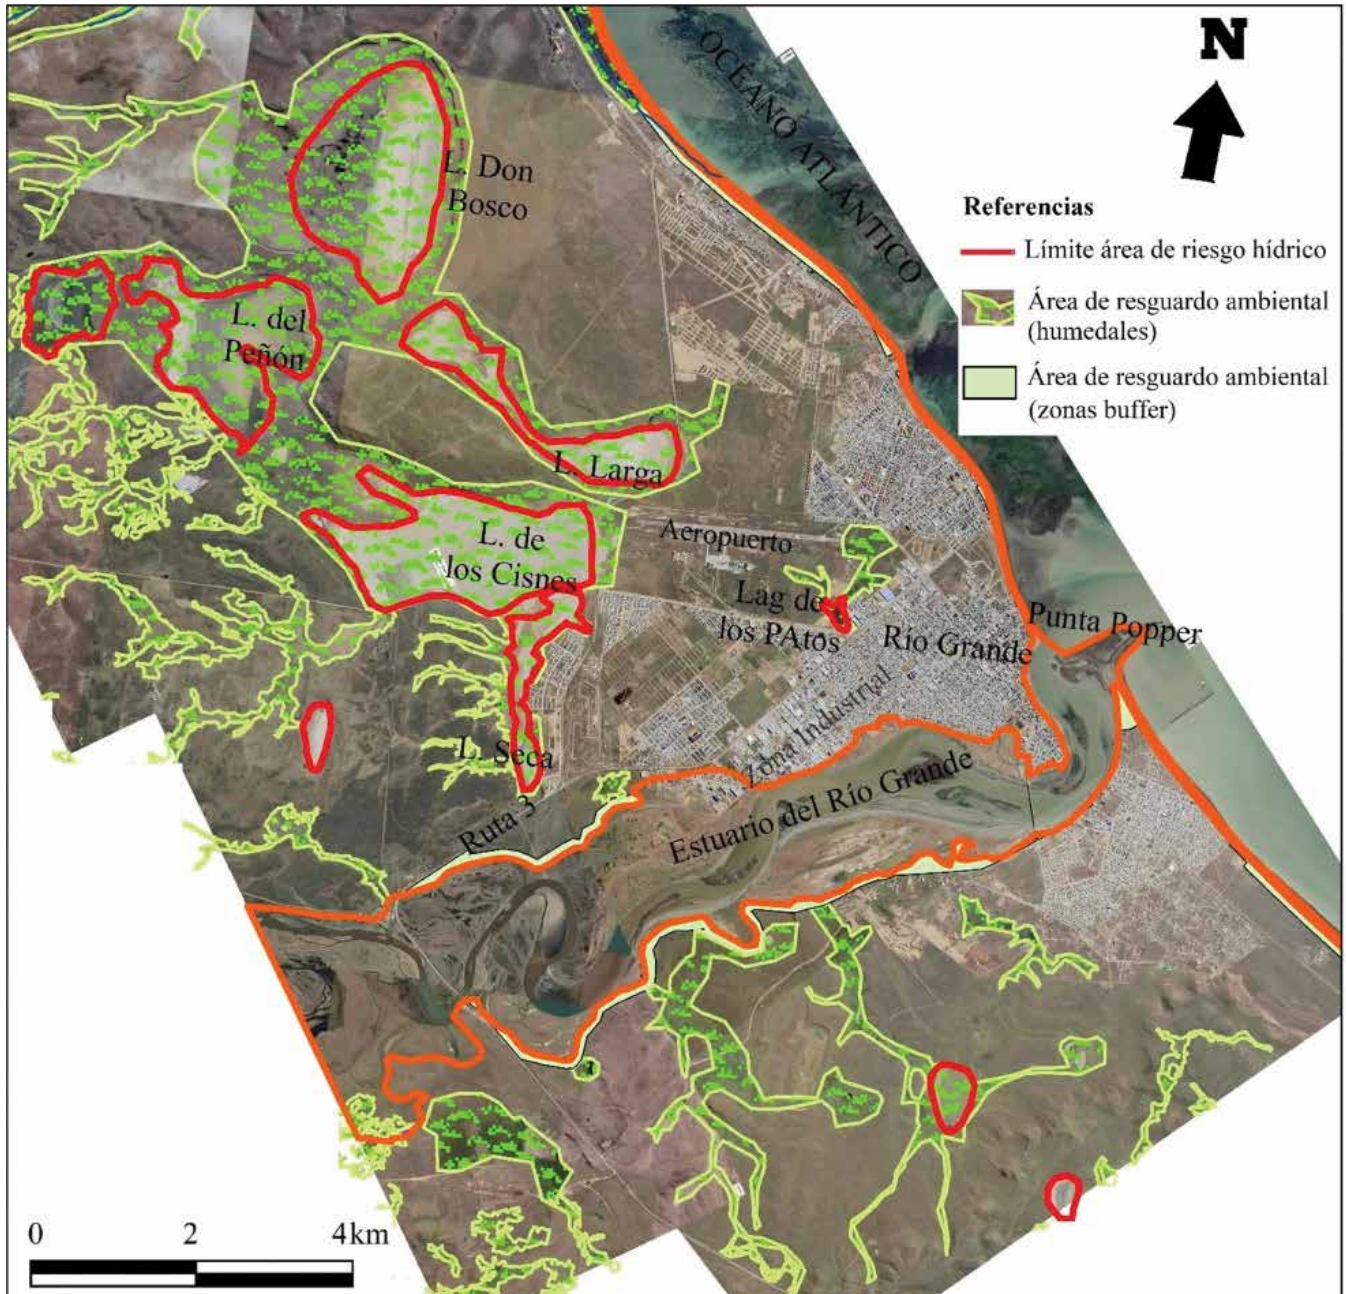 N
OCÉANO ATLÁNTICO
Referencias
Límite área de riesgo hídrico
Área de resguardo ambiental
(humedales)
Área de resguardo ambiental
(zonas buffer)
L. Don
Bosco
L. del
Peñón
L. Larga
L. de
los Cisnes
Aeropuerto
Lag de
los PAtos
Río Grande
Punta Popper
Zona Industrial
L. Seca
Ruta 3
Estuario del Río Grande
0 2 4km